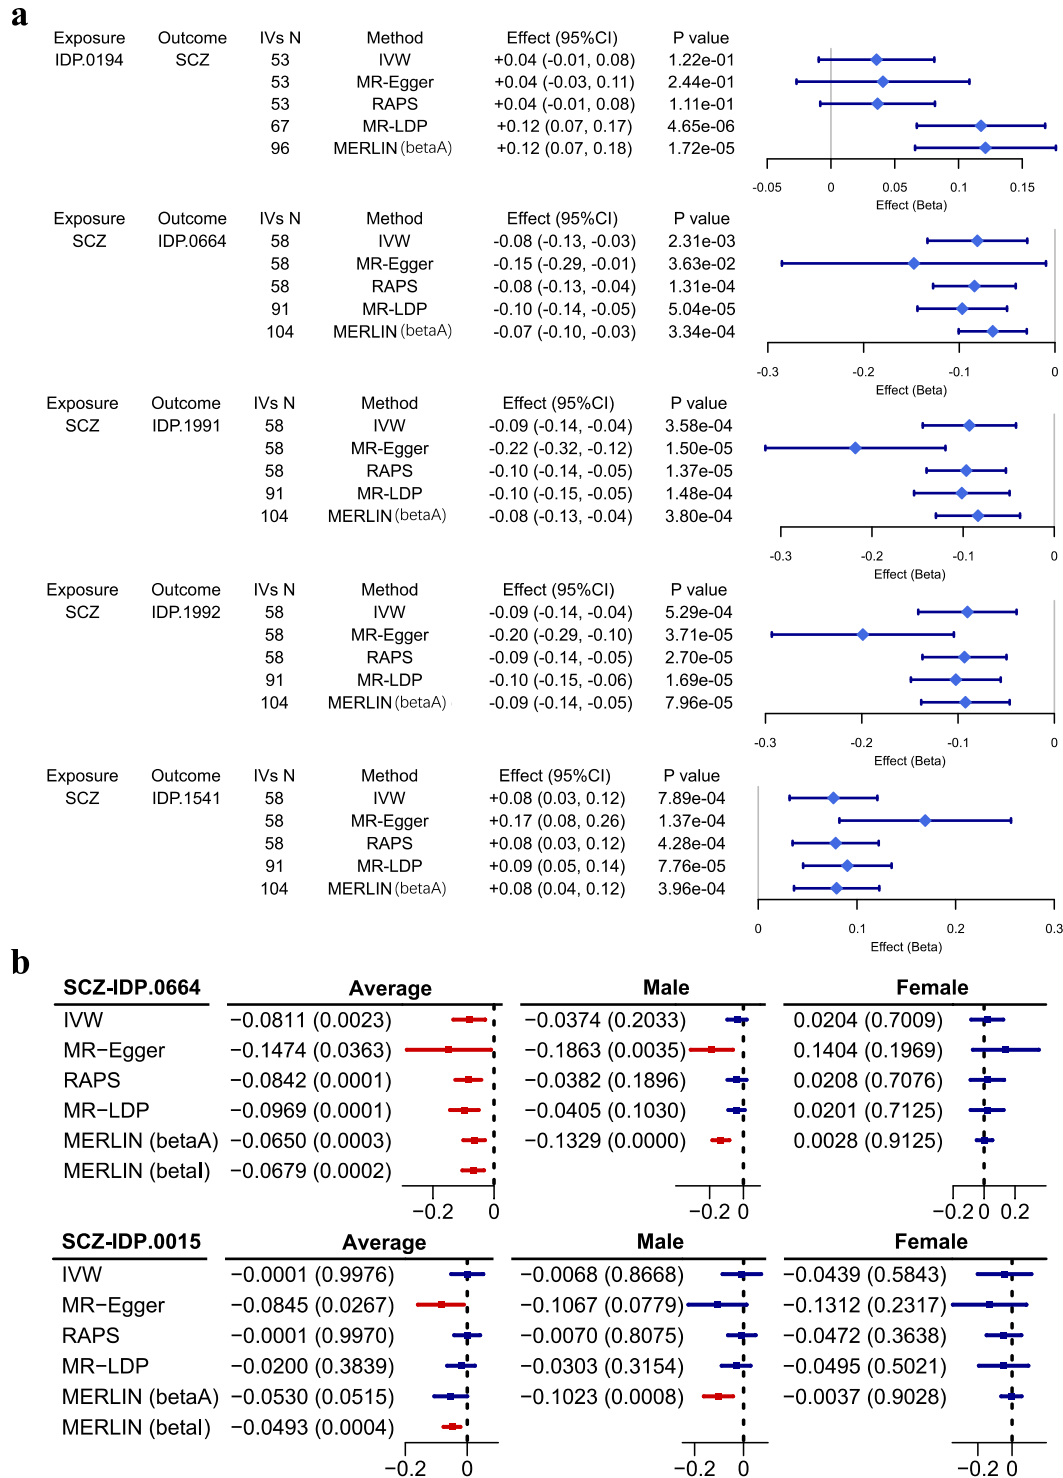 a
Exposure Outcome IVs N Method Effect (95%CI) P value
IDP.0194 SCZ 53 IVW +0.04 (-0.01, 0.08) 1.22e-01
53 MR-Egger +0.04 (-0.03, 0.11) 2.44e-01
53 RAPS +0.04 (-0.01, 0.08) 1.11e-01
67 MR-LDP +0.12 (0.07, 0.17) 4.65e-06
96 MERLIN (betaA) +0.12 (0.07, 0.18) 1.72e-05
-0.05 0 0.05 0.1 0.15
Effect (Beta)
Exposure Outcome IVs N Method Effect (95%CI) P value
SCZ IDP.0664 58 IVW -0.08 (-0.13, -0.03) 2.31e-03
58 MR-Egger -0.15 (-0.29, -0.01) 3.63e-02
58 RAPS -0.08 (-0.13, -0.04) 1.31e-04
91 MR-LDP -0.10 (-0.14, -0.05) 5.04e-05
104 MERLIN (betaA) -0.07 (-0.10, -0.03) 3.34e-04
-0.3 -0.2 -0.1 0
Effect (Beta)
Exposure Outcome IVs N Method Effect (95%CI) P value
SCZ IDP.1991 58 IVW -0.09 (-0.14, -0.04) 3.58e-04
58 MR-Egger -0.22 (-0.32, -0.12) 1.50e-05
58 RAPS -0.10 (-0.14, -0.05) 1.37e-05
91 MR-LDP -0.10 (-0.15, -0.05) 1.48e-04
104 MERLIN (betaA) -0.08 (-0.13, -0.04) 3.80e-04
-0.3 -0.2 -0.1 0
Effect (Beta)
Exposure Outcome IVs N Method Effect (95%CI) P value
SCZ IDP.1992 58 IVW -0.09 (-0.14, -0.04) 5.29e-04
58 MR-Egger -0.20 (-0.29, -0.10) 3.71e-05
58 RAPS -0.09 (-0.14, -0.05) 2.70e-05
91 MR-LDP -0.10 (-0.15, -0.06) 1.69e-05
104 MERLIN (betaA) -0.09 (-0.14, -0.05) 7.96e-05
-0.3 -0.2 -0.1 0
Effect (Beta)
Exposure Outcome IVs N Method Effect (95%CI) P value
SCZ IDP.1541 58 IVW +0.08 (0.03, 0.12) 7.89e-04
58 MR-Egger +0.17 (0.08, 0.26) 1.37e-04
58 RAPS +0.08 (0.03, 0.12) 4.28e-04
91 MR-LDP +0.09 (0.05, 0.14) 7.76e-05
104 MERLIN (betaA) +0.08 (0.04, 0.12) 3.96e-04
0 0.1 0.2 0.3
Effect (Beta)
b
SCZ-IDP.0664 Average Male Female
IVW −0.0811 (0.0023) −0.0374 (0.2033) 0.0204 (0.7009)
MR−Egger −0.1474 (0.0363) −0.1863 (0.0035) 0.1404 (0.1969)
RAPS −0.0842 (0.0001) −0.0382 (0.1896) 0.0208 (0.7076)
MR−LDP −0.0969 (0.0001) −0.0405 (0.1030) 0.0201 (0.7125)
MERLIN (betaA) −0.0650 (0.0003) −0.1329 (0.0000) 0.0028 (0.9125)
MERLIN (betaI) −0.0679 (0.0002)
−0.2 0 −0.2 0 −0.2 0 0.2
SCZ-IDP.0015 Average Male Female
IVW −0.0001 (0.9976) −0.0068 (0.8668) −0.0439 (0.5843)
MR−Egger −0.0845 (0.0267) −0.1067 (0.0779) −0.1312 (0.2317)
RAPS −0.0001 (0.9970) −0.0070 (0.8075) −0.0472 (0.3638)
MR−LDP −0.0200 (0.3839) −0.0303 (0.3154) −0.0495 (0.5021)
MERLIN (betaA) −0.0530 (0.0515) −0.1023 (0.0008) −0.0037 (0.9028)
MERLIN (betaI) −0.0493 (0.0004)
−0.2 0 −0.2 0 −0.2 0